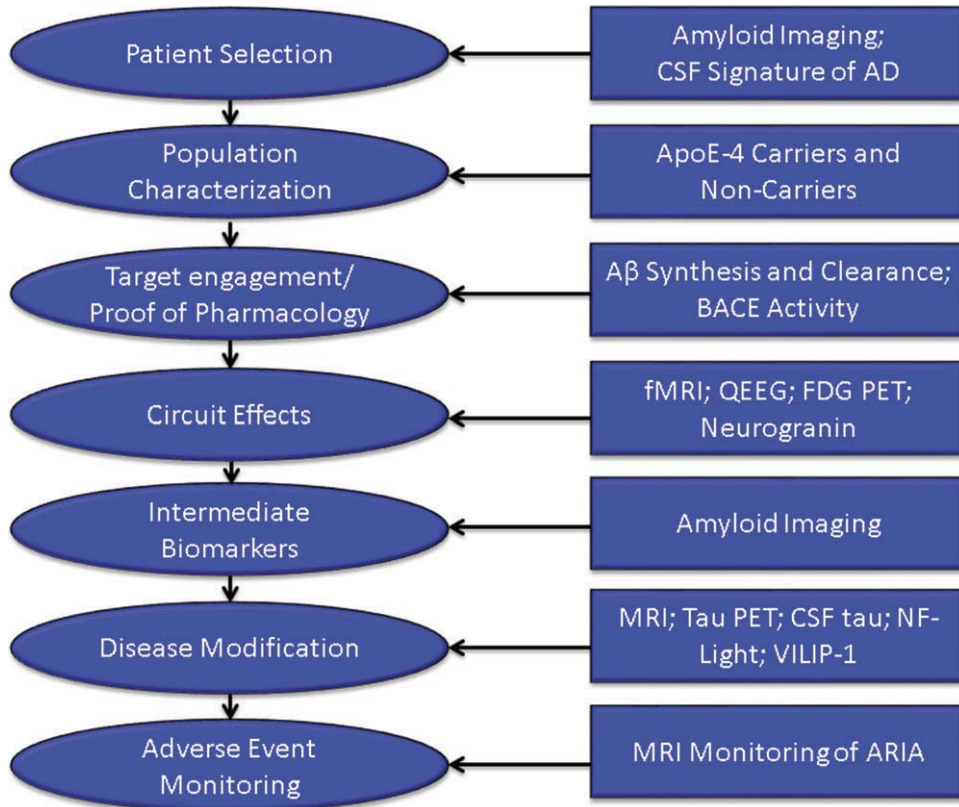 Patient Selection
Amyloid Imaging;
CSF Signature of AD
Population
Characterization
ApoE-4 Carriers and
Non-Carriers
Target engagement/
Proof of Pharmacology
Aβ Synthesis and Clearance;
BACE Activity
Circuit Effects
fMRI; QEEG; FDG PET;
Neurogranin
Intermediate
Biomarkers
Amyloid Imaging
Disease Modification
MRI; Tau PET; CSF tau; NF-
Light; VILIP-1
Adverse Event
Monitoring
MRI Monitoring of ARIA